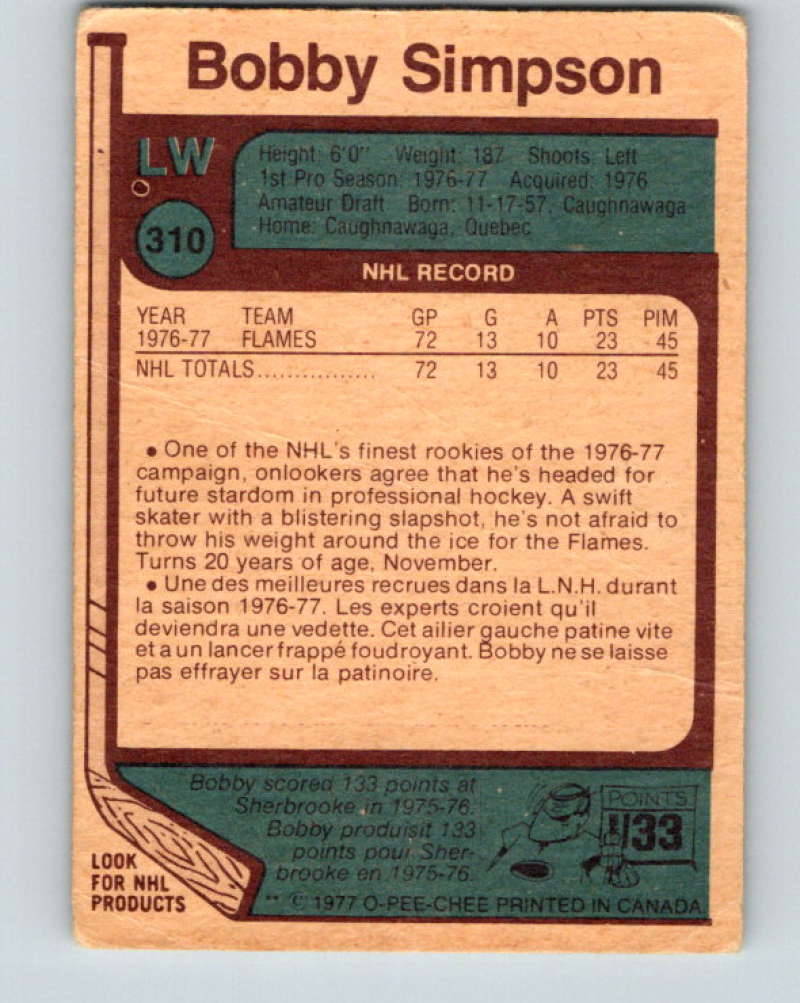 Bobby Simpson
LW
Height: 6'0" Weight: 187 Shoots: Left
1st Pro Season: 1976-77 Acquired: 1976
Amateur Draft Born: 11-17-57, Caughnawaga
Home: Caughnawaga, Quebec
310
NHL RECORD
YEAR TEAM GP G A PTS PIM
1976-77 FLAMES 72 13 10 23 45
NHL TOTALS................ 72 13 10 23 45
● One of the NHL's finest rookies of the 1976-77
campaign, onlookers agree that he's headed for
future stardom in professional hockey. A swift
skater with a blistering slapshot, he's not afraid to
throw his weight around the ice for the Flames.
Turns 20 years of age, November.
● Une des meilleures recrues dans la L.N.H. durant
la saison 1976-77. Les experts croient qu'il
deviendra une vedette. Cet ailier gauche patine vite
et a un lancer frappé foudroyant. Bobby ne se laisse
pas effrayer sur la patinoire.
Bobby scored 133 points at
Sherbrooke in 1975-76.
Bobby produisit 133
points pour Sher-
brooke en 1975-76.
POINTS
133
LOOK
FOR NHL
PRODUCTS
** © 1977 O-PEE-CHEE PRINTED IN CANADA